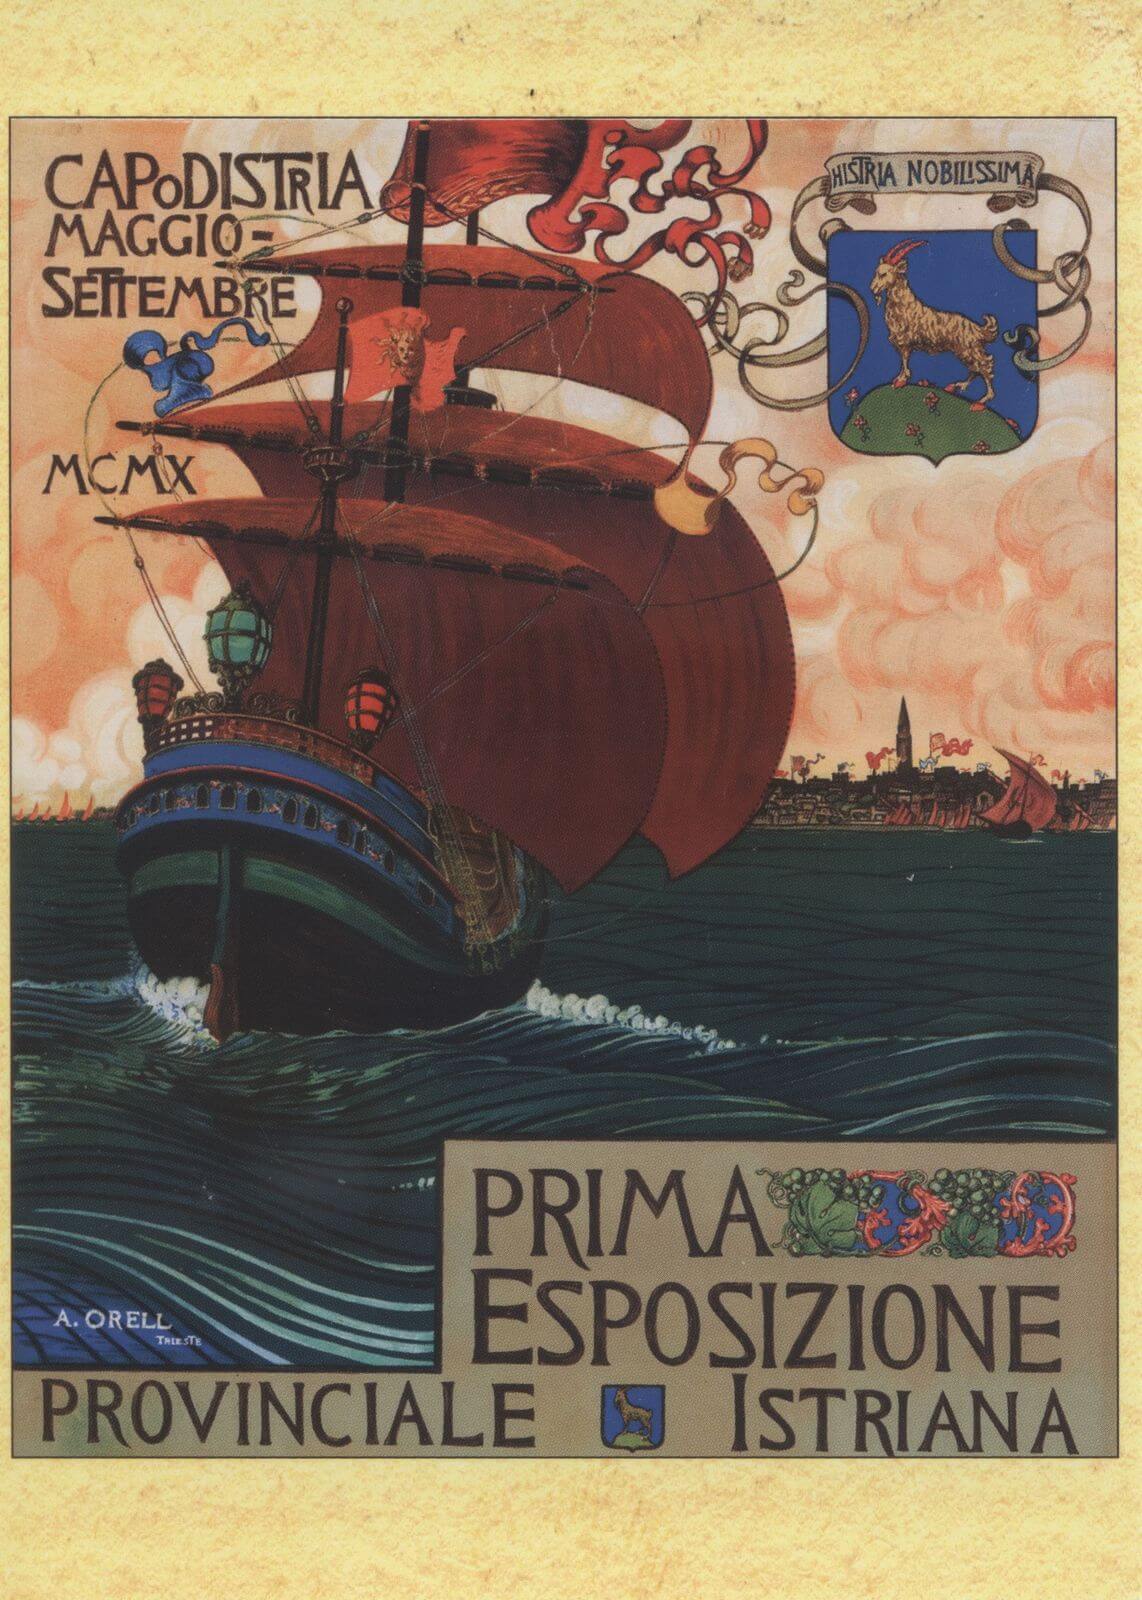 CAPoDISTrIA
MAGGIO-
SETTEMBRE
MCMX
HISTRIA NOBILISSIMA
PRIMA
ESPOSIZIONE
PROVINCIALE ISTRIANA
A. ORELL
TRIESTE